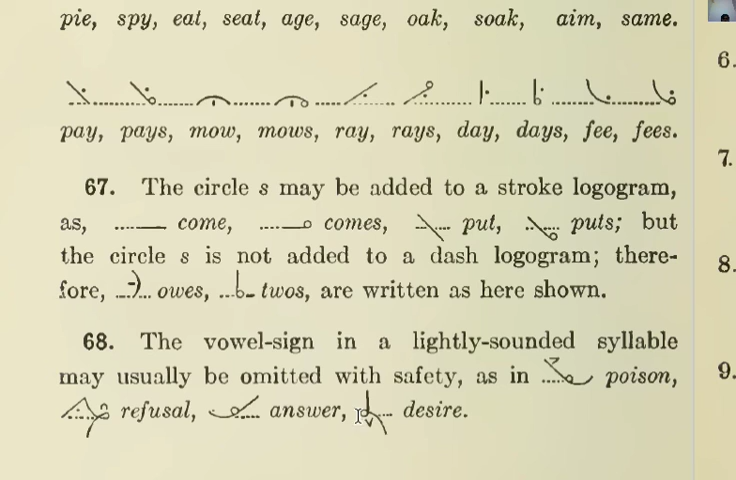 pie, spy, eat, seat, age, sage, oak, soak, aim, same.
pay, pays, mow, mows, ray, rays, day, days, fee, fees.
67. The circle s may be added to a stroke logogram,
as, come, comes, put, puts; but
the circle s is not added to a dash logogram; there-
fore, owes, twos, are written as here shown.
68. The vowel-sign in a lightly-sounded syllable
may usually be omitted with safety, as in poison,
refusal, answer, desire.
6.
7.
8.
9.